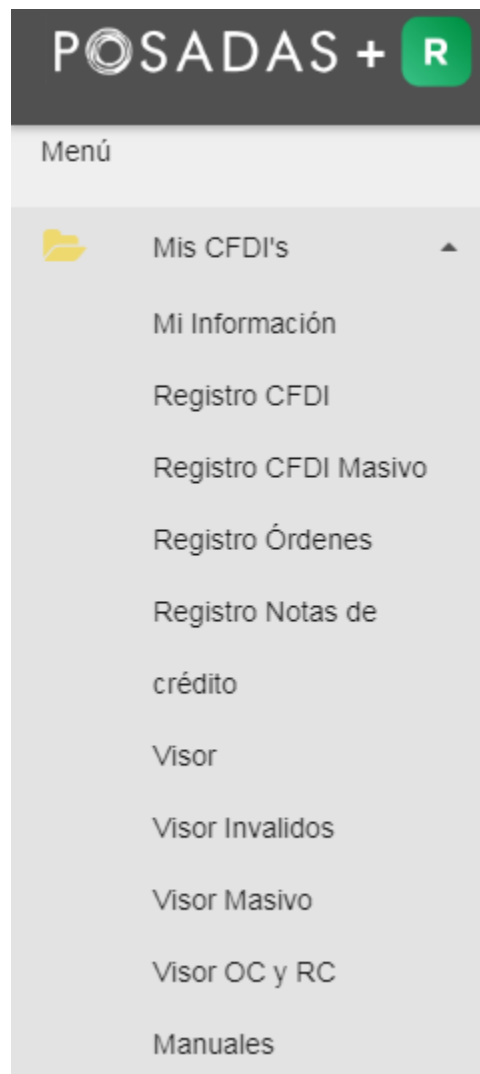 POSADAS + R
Menú
Mis CFDI's
Mi Información
Registro CFDI
Registro CFDI Masivo
Registro Órdenes
Registro Notas de
crédito
Visor
Visor Invalidos
Visor Masivo
Visor OC y RC
Manuales